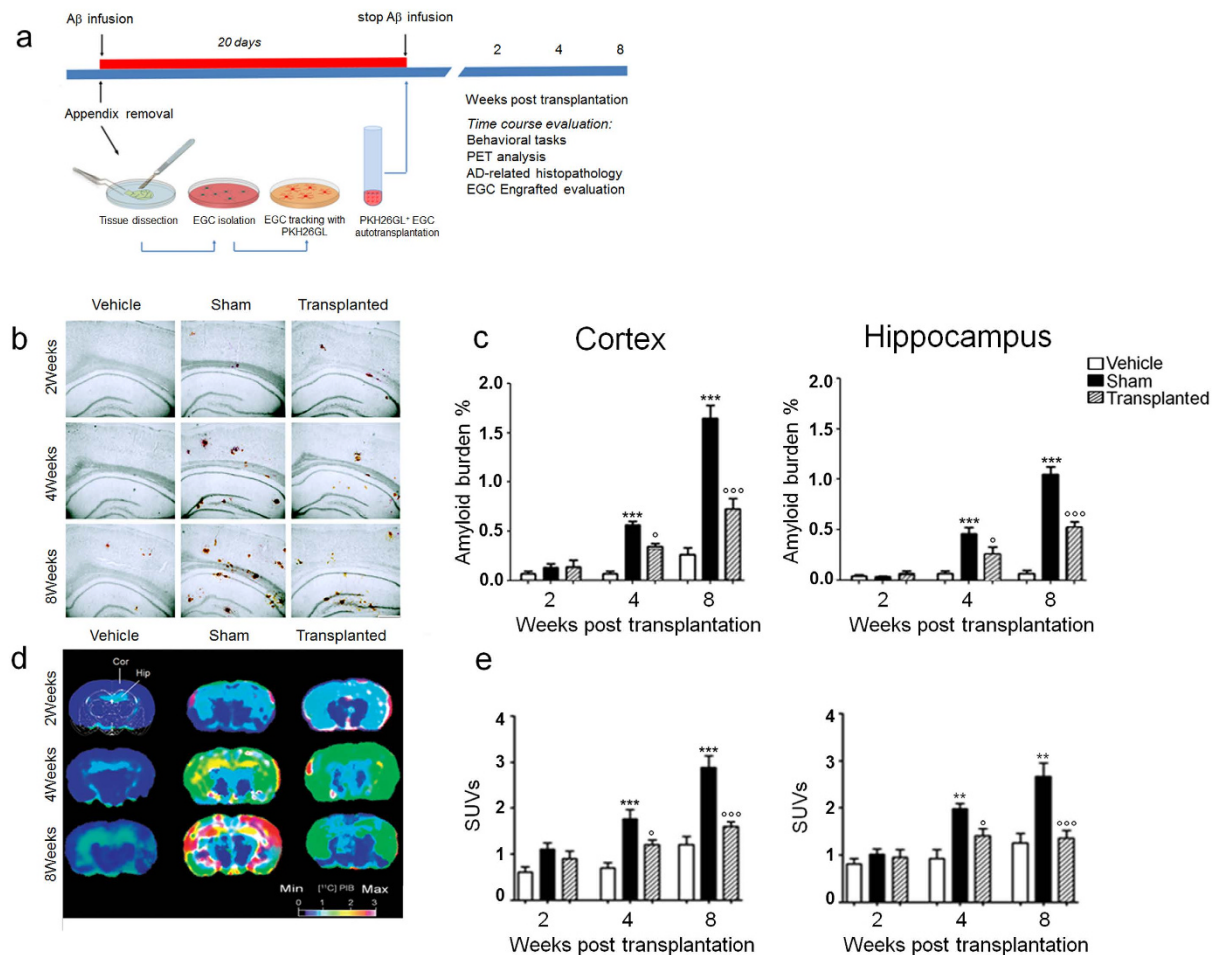 a
Aβ infusion
stop Aβ infusion
20 days
2 4 8
Appendix removal
Weeks post transplantation
Time course evaluation:
Behavioral tasks
PET analysis
AD-related histopathology
EGC Engrafted evaluation
Tissue dissection
EGC isolation
EGC tracking with
PKH26GL
PKH26GL⁺ EGC
autotransplantation
b
Vehicle Sham Transplanted
2Weeks
4Weeks
8Weeks
c
Cortex
Amyloid burden %
2.0
1.5
1.0
0.5
0.0
***
°
***
°°°
2 4 8
Weeks post transplantation
Hippocampus
Amyloid burden %
2.0
1.5
1.0
0.5
0.0
***
°
***
°°°
2 4 8
Weeks post transplantation
Vehicle
Sham
Transplanted
d
Vehicle Sham Transplanted
2Weeks
4Weeks
8Weeks
Cor
Hip
Min [¹¹C] PIB Max
0 1 2 3
e
SUVs
4
3
2
1
0
***
°
***
°°°
2 4 8
Weeks post transplantation
SUVs
4
3
2
1
0
**
°
**
°°°
2 4 8
Weeks post transplantation